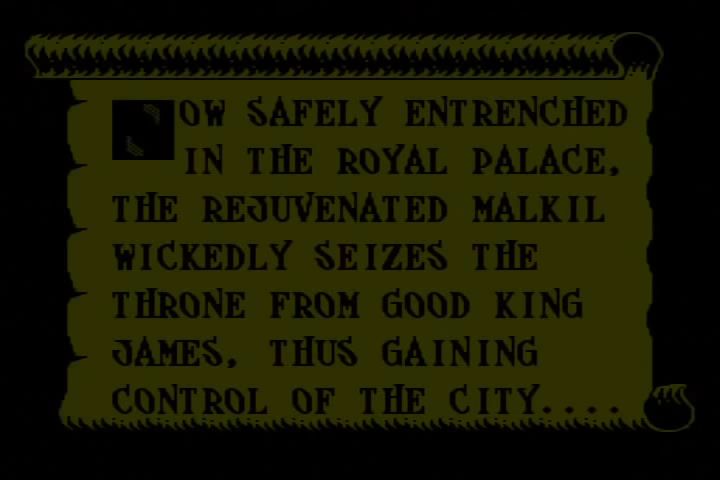 NOW SAFELY ENTRENCHED
IN THE ROYAL PALACE,
THE REJUVENATED MALKIL
WICKEDLY SEIZES THE
THRONE FROM GOOD KING
JAMES, THUS GAINING
CONTROL OF THE CITY....